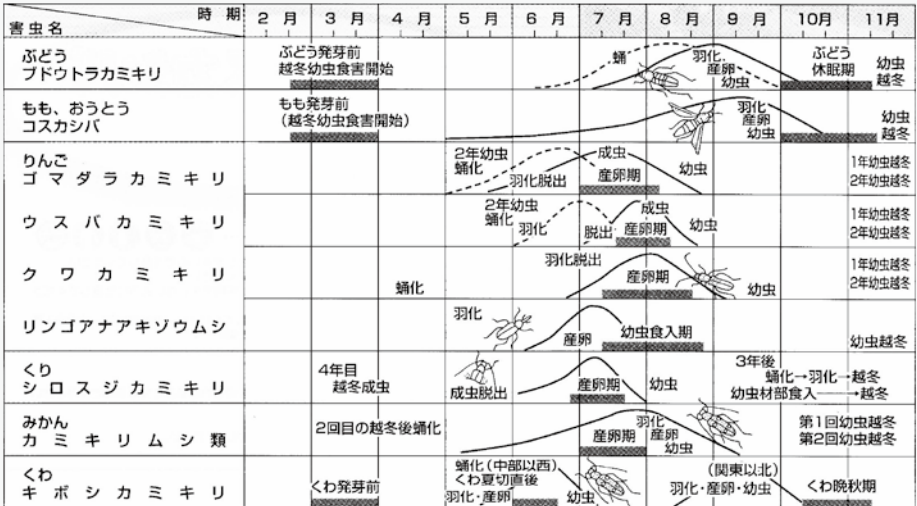 時期
害虫名
2月 3月 4月 5月 6月 7月 8月 9月 10月 11月
ぶどう
ブドウトラカミキリ
ぶどう発芽前
越冬幼虫食害開始
蛹
羽化
産卵
幼虫
ぶどう
休眠期
幼虫
越冬
もも、おうとう
コスカシバ
もも発芽前
(越冬幼虫食害開始)
羽化
産卵
幼虫
幼虫
越冬
りんご
ゴマダラカミキリ
2年幼虫
蛹化
羽化脱出
成虫
産卵期
幼虫
1年幼虫越冬
2年幼虫越冬
ウスバカミキリ
2年幼虫
蛹化
羽化
脱出
成虫
産卵期
幼虫
1年幼虫越冬
2年幼虫越冬
クワカミキリ
蛹化
羽化脱出
産卵期
幼虫
1年幼虫越冬
2年幼虫越冬
リンゴアナアキゾウムシ
羽化
産卵
幼虫食入期
幼虫越冬
くり
シロスジカミキリ
4年目
越冬成虫
成虫脱出
産卵期
幼虫
3年後
蛹化→羽化→越冬
幼虫材部食入→越冬
みかん
カミキリムシ類
2回目の越冬後蛹化
産卵期
羽化
産卵
幼虫
第1回幼虫越冬
第2回幼虫越冬
くわ
キボシカミキリ
くわ発芽前
蛹化(中部以西)
くわ夏切直後
羽化・産卵
幼虫
(関東以北)
羽化・産卵・幼虫
くわ晩秋期